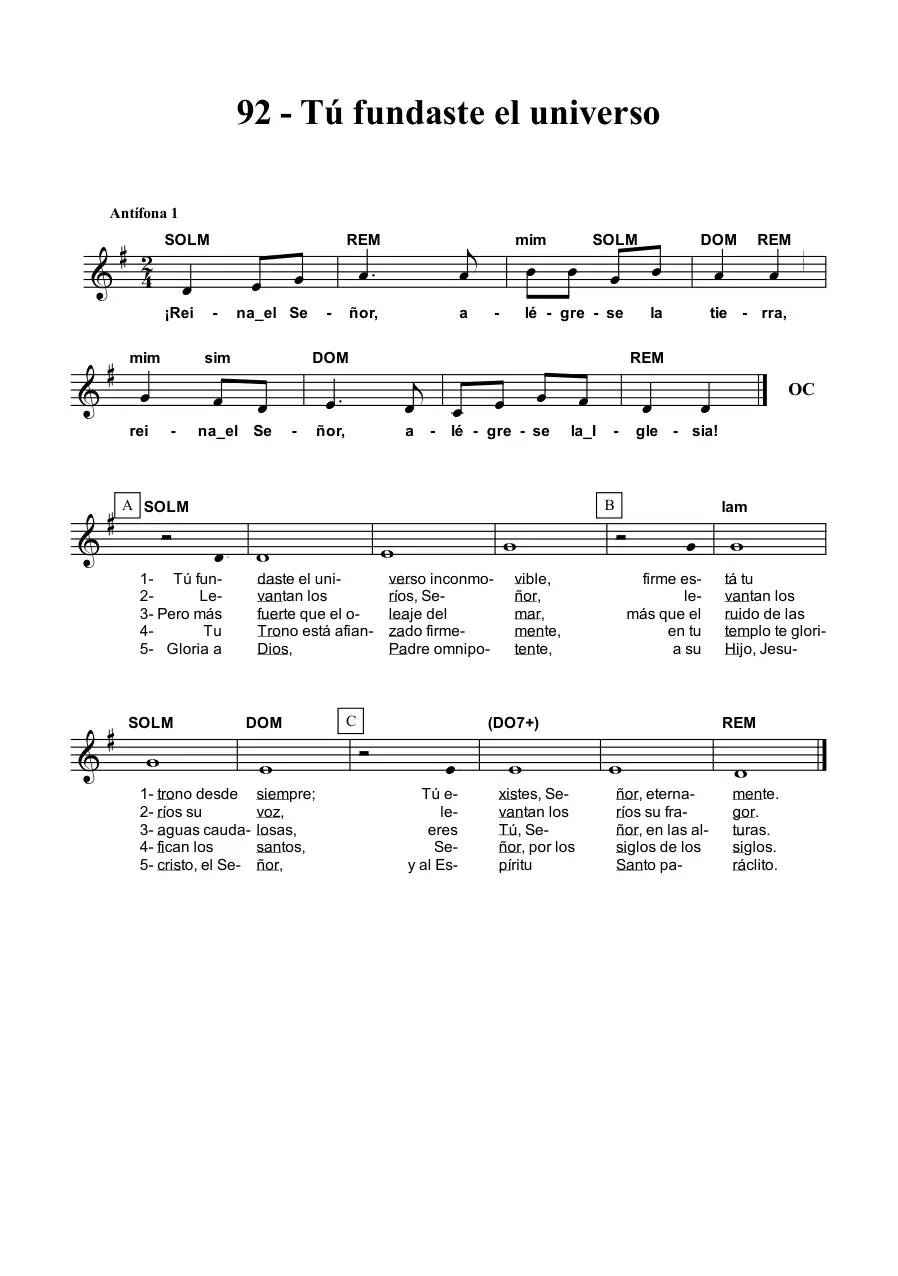 92 - Tú fundaste el universo
Antífona 1
SOLM REM mim SOLM DOM REM
2
4
¡Rei - na_el Se - ñor, a - lé - gre - se la tie - rra,
mim sim DOM REM
OC
rei - na_el Se - ñor, a - lé - gre - se la_I - gle - sia!
A SOLM B lam
1- Tú fun- daste el uni- verso inconmo- vible, firme es- tá tu
2- Le- vantan los ríos, Se- ñor, le- vantan los
3- Pero más fuerte que el o- leaje del mar, más que el ruido de las
4- Tu Trono está afian- zado firme- mente, en tu templo te glori-
5- Gloria a Dios, Padre omnipo- tente, a su Hijo, Jesu-
SOLM DOM C (DO7+) REM
1- trono desde siempre; Tú e- xistes, Se- ñor, eterna- mente.
2- ríos su voz, le- vantan los ríos su fra- gor.
3- aguas cauda- losas, eres Tú, Se- ñor, en las al- turas.
4- fican los santos, Se- ñor, por los siglos de los siglos.
5- cristo, el Se- ñor, y al Es- píritu Santo pa- ráclito.